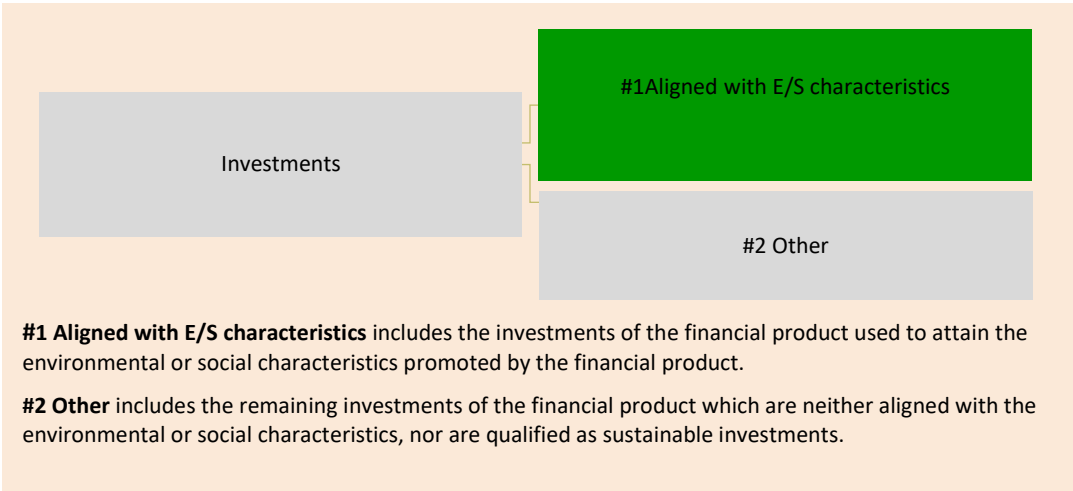 #1Aligned with E/S characteristics
Investments
#2 Other
#1 Aligned with E/S characteristics includes the investments of the financial product used to attain the
environmental or social characteristics promoted by the financial product.
#2 Other includes the remaining investments of the financial product which are neither aligned with the
environmental or social characteristics, nor are qualified as sustainable investments.